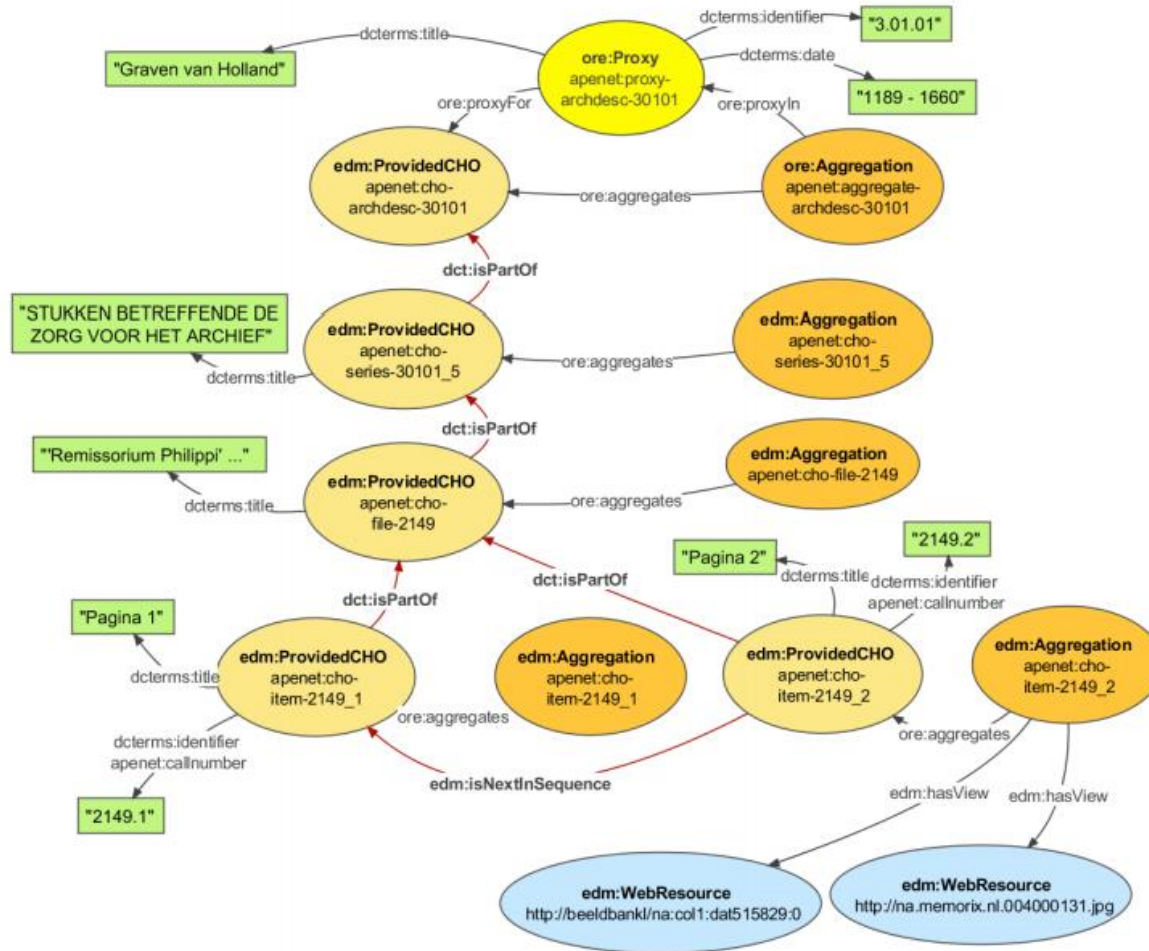 dcterms:identifier
"3.01.01"
dcterms:title
ore:Proxy
apenet:proxy-
archdesc-30101
dcterms:date
"Graven van Holland"
"1189 - 1660"
ore:proxyFor
ore:proxyIn
edm:ProvidedCHO
apenet:cho-
archdesc-30101
ore:aggregates
ore:Aggregation
apenet:aggregate-
archdesc-30101
dct:isPartOf
"STUKKEN BETREFFENDE DE
ZORG VOOR HET ARCHIEF"
dcterms:title
edm:ProvidedCHO
apenet:cho-
series-30101_5
ore:aggregates
edm:Aggregation
apenet:cho-
series-30101_5
dct:isPartOf
"'Remissorium Philippi' ..."
dcterms:title
edm:ProvidedCHO
apenet:cho-
file-2149
ore:aggregates
edm:Aggregation
apenet:cho-file-2149
dct:isPartOf
dct:isPartOf
"Pagina 2"
dcterms:title
"2149.2"
dcterms:identifier
apenet:callnumber
"Pagina 1"
dcterms:title
edm:ProvidedCHO
apenet:cho-
item-2149_1
ore:aggregates
edm:Aggregation
apenet:cho-
item-2149_1
edm:ProvidedCHO
apenet:cho-
item-2149_2
edm:Aggregation
apenet:cho-
item-2149_2
ore:aggregates
dcterms:identifier
apenet:callnumber
"2149.1"
edm:isNextInSequence
edm:hasView
edm:hasView
edm:WebResource
http://beeldbankl/na:col1:dat515829:0
edm:WebResource
http://na.memorix.nl.004000131.jpg